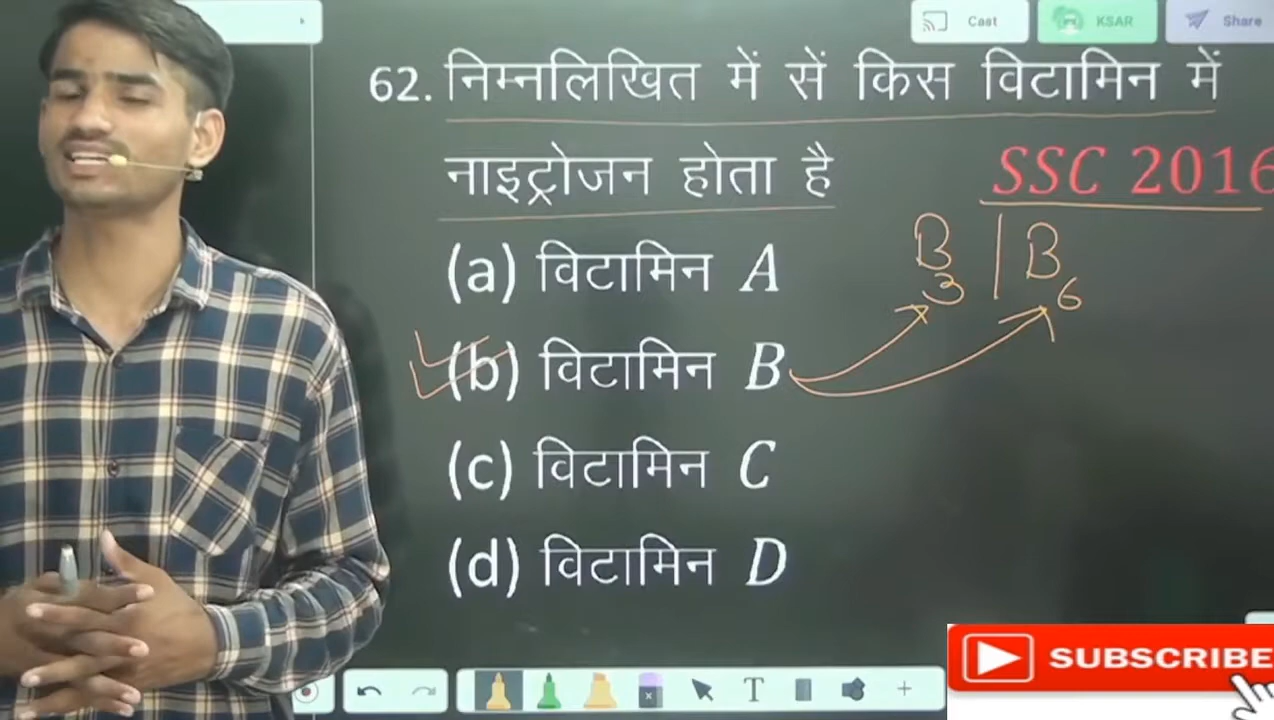 Cast
KSAR
Share
62. निम्नलिखित में सें किस विटामिन में
नाइट्रोजन होता है
SSC 2016
(a) विटामिन A
B3 | B6
(b) विटामिन B
(c) विटामिन C
(d) विटामिन D
SUBSCRIBE
T